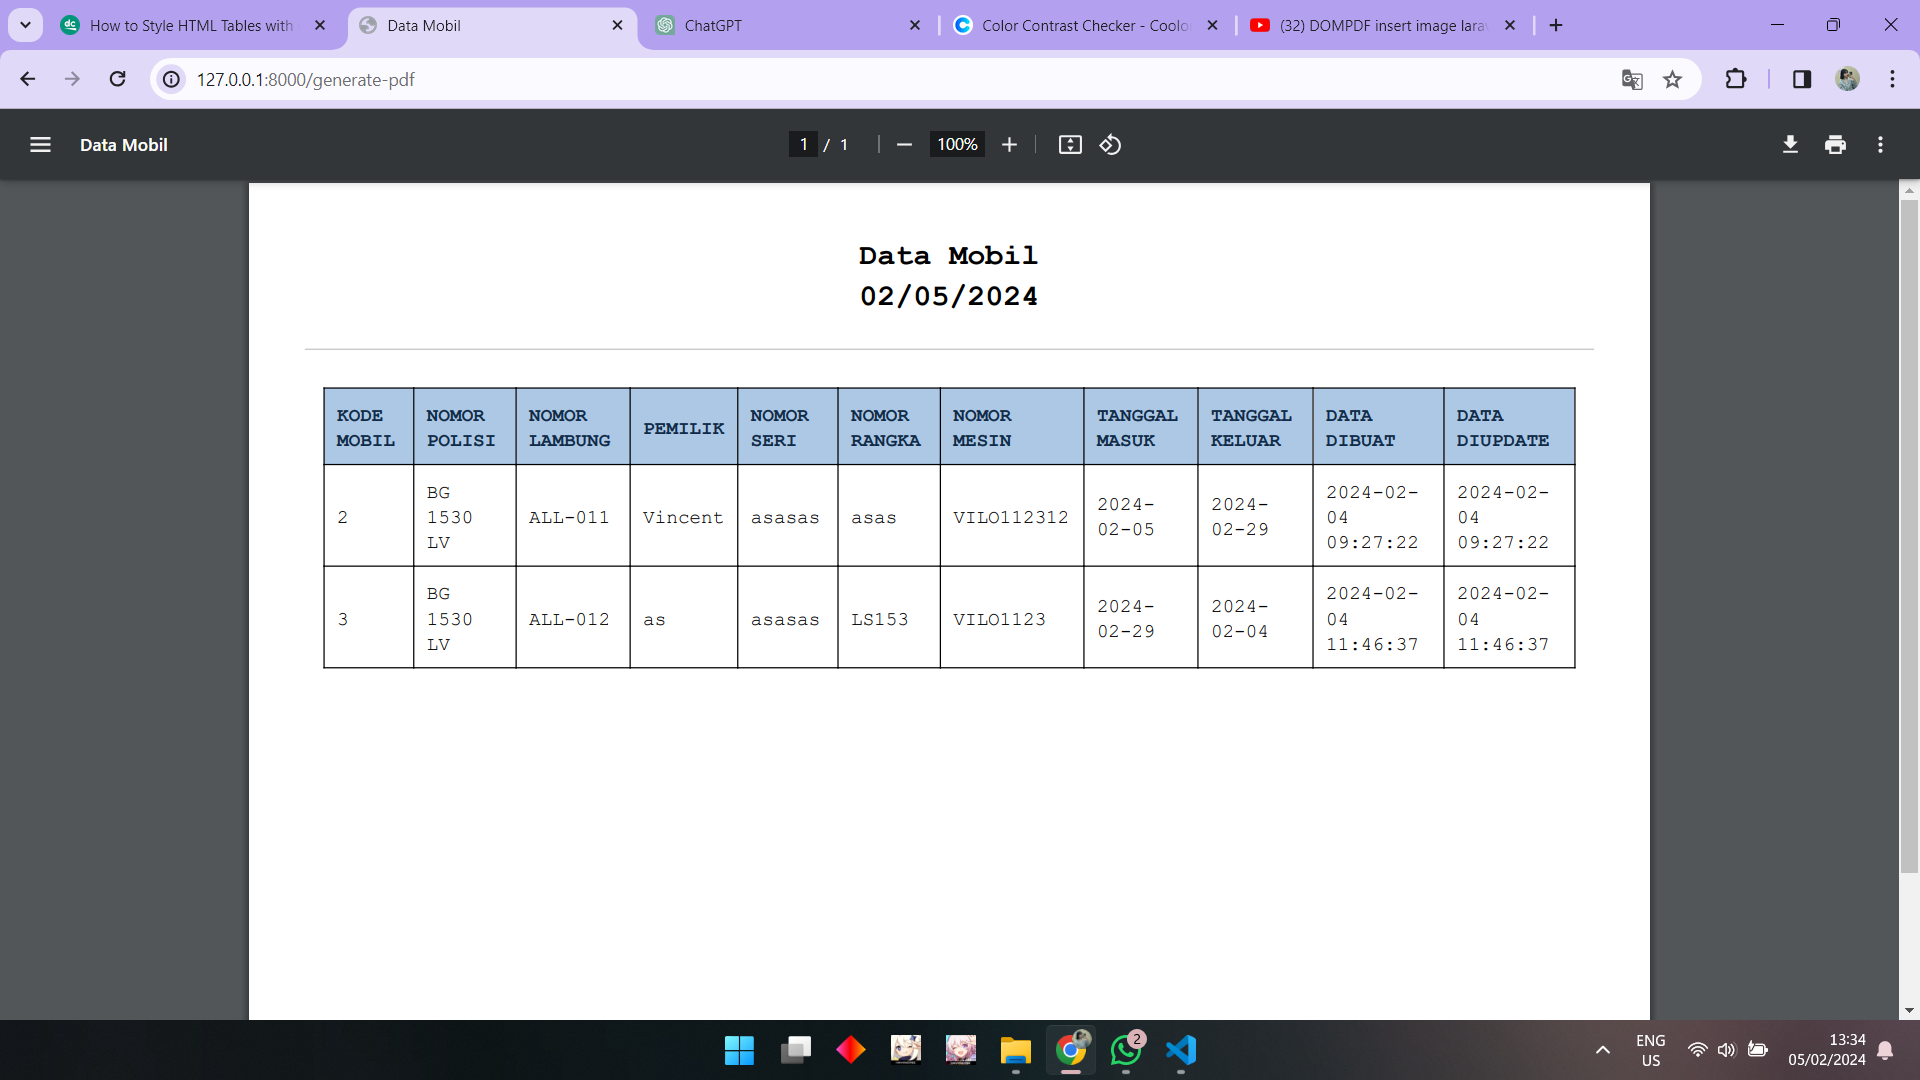 How to Style HTML Tables with
Data Mobil
ChatGPT
Color Contrast Checker - Coolo
(32) DOMPDF insert image lara
127.0.0.1:8000/generate-pdf
Data Mobil
1 / 1
100%
Data Mobil
02/05/2024
KODE MOBIL NOMOR POLISI NOMOR LAMBUNG PEMILIK NOMOR SERI NOMOR RANGKA NOMOR MESIN TANGGAL MASUK TANGGAL KELUAR DATA DIBUAT DATA DIUPDATE
2 BG 1530 LV ALL-011 Vincent asasas asas VILO112312 2024-02-05 2024-02-29 2024-02-04 09:27:22 2024-02-04 09:27:22
3 BG 1530 LV ALL-012 as asasas LS153 VILO1123 2024-02-29 2024-02-04 2024-02-04 11:46:37 2024-02-04 11:46:37
2
ENG
US
13:34
05/02/2024